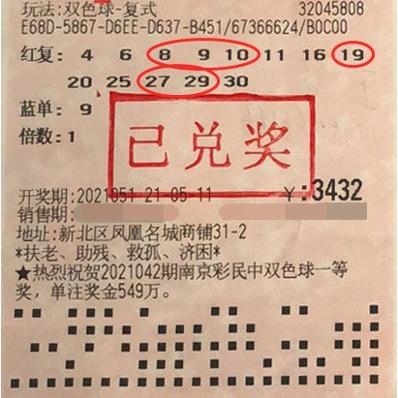 玩法:双色球-复式 32045808
E68D-5867-D6EE-D637-B451/67366624/B0C00
红复: 4 6 8 9 10 11 16 19
20 25 27 29 30
蓝单: 9
倍数: 1
已兑奖
开奖期:2021051 21-05-11 ￥:3432
销售期:
地址:新北区凤凰名城商铺31-2
*扶老、助残、救孤、济困*
★热烈祝贺2021042期南京彩民中双色球一等
奖，单注奖金549万。